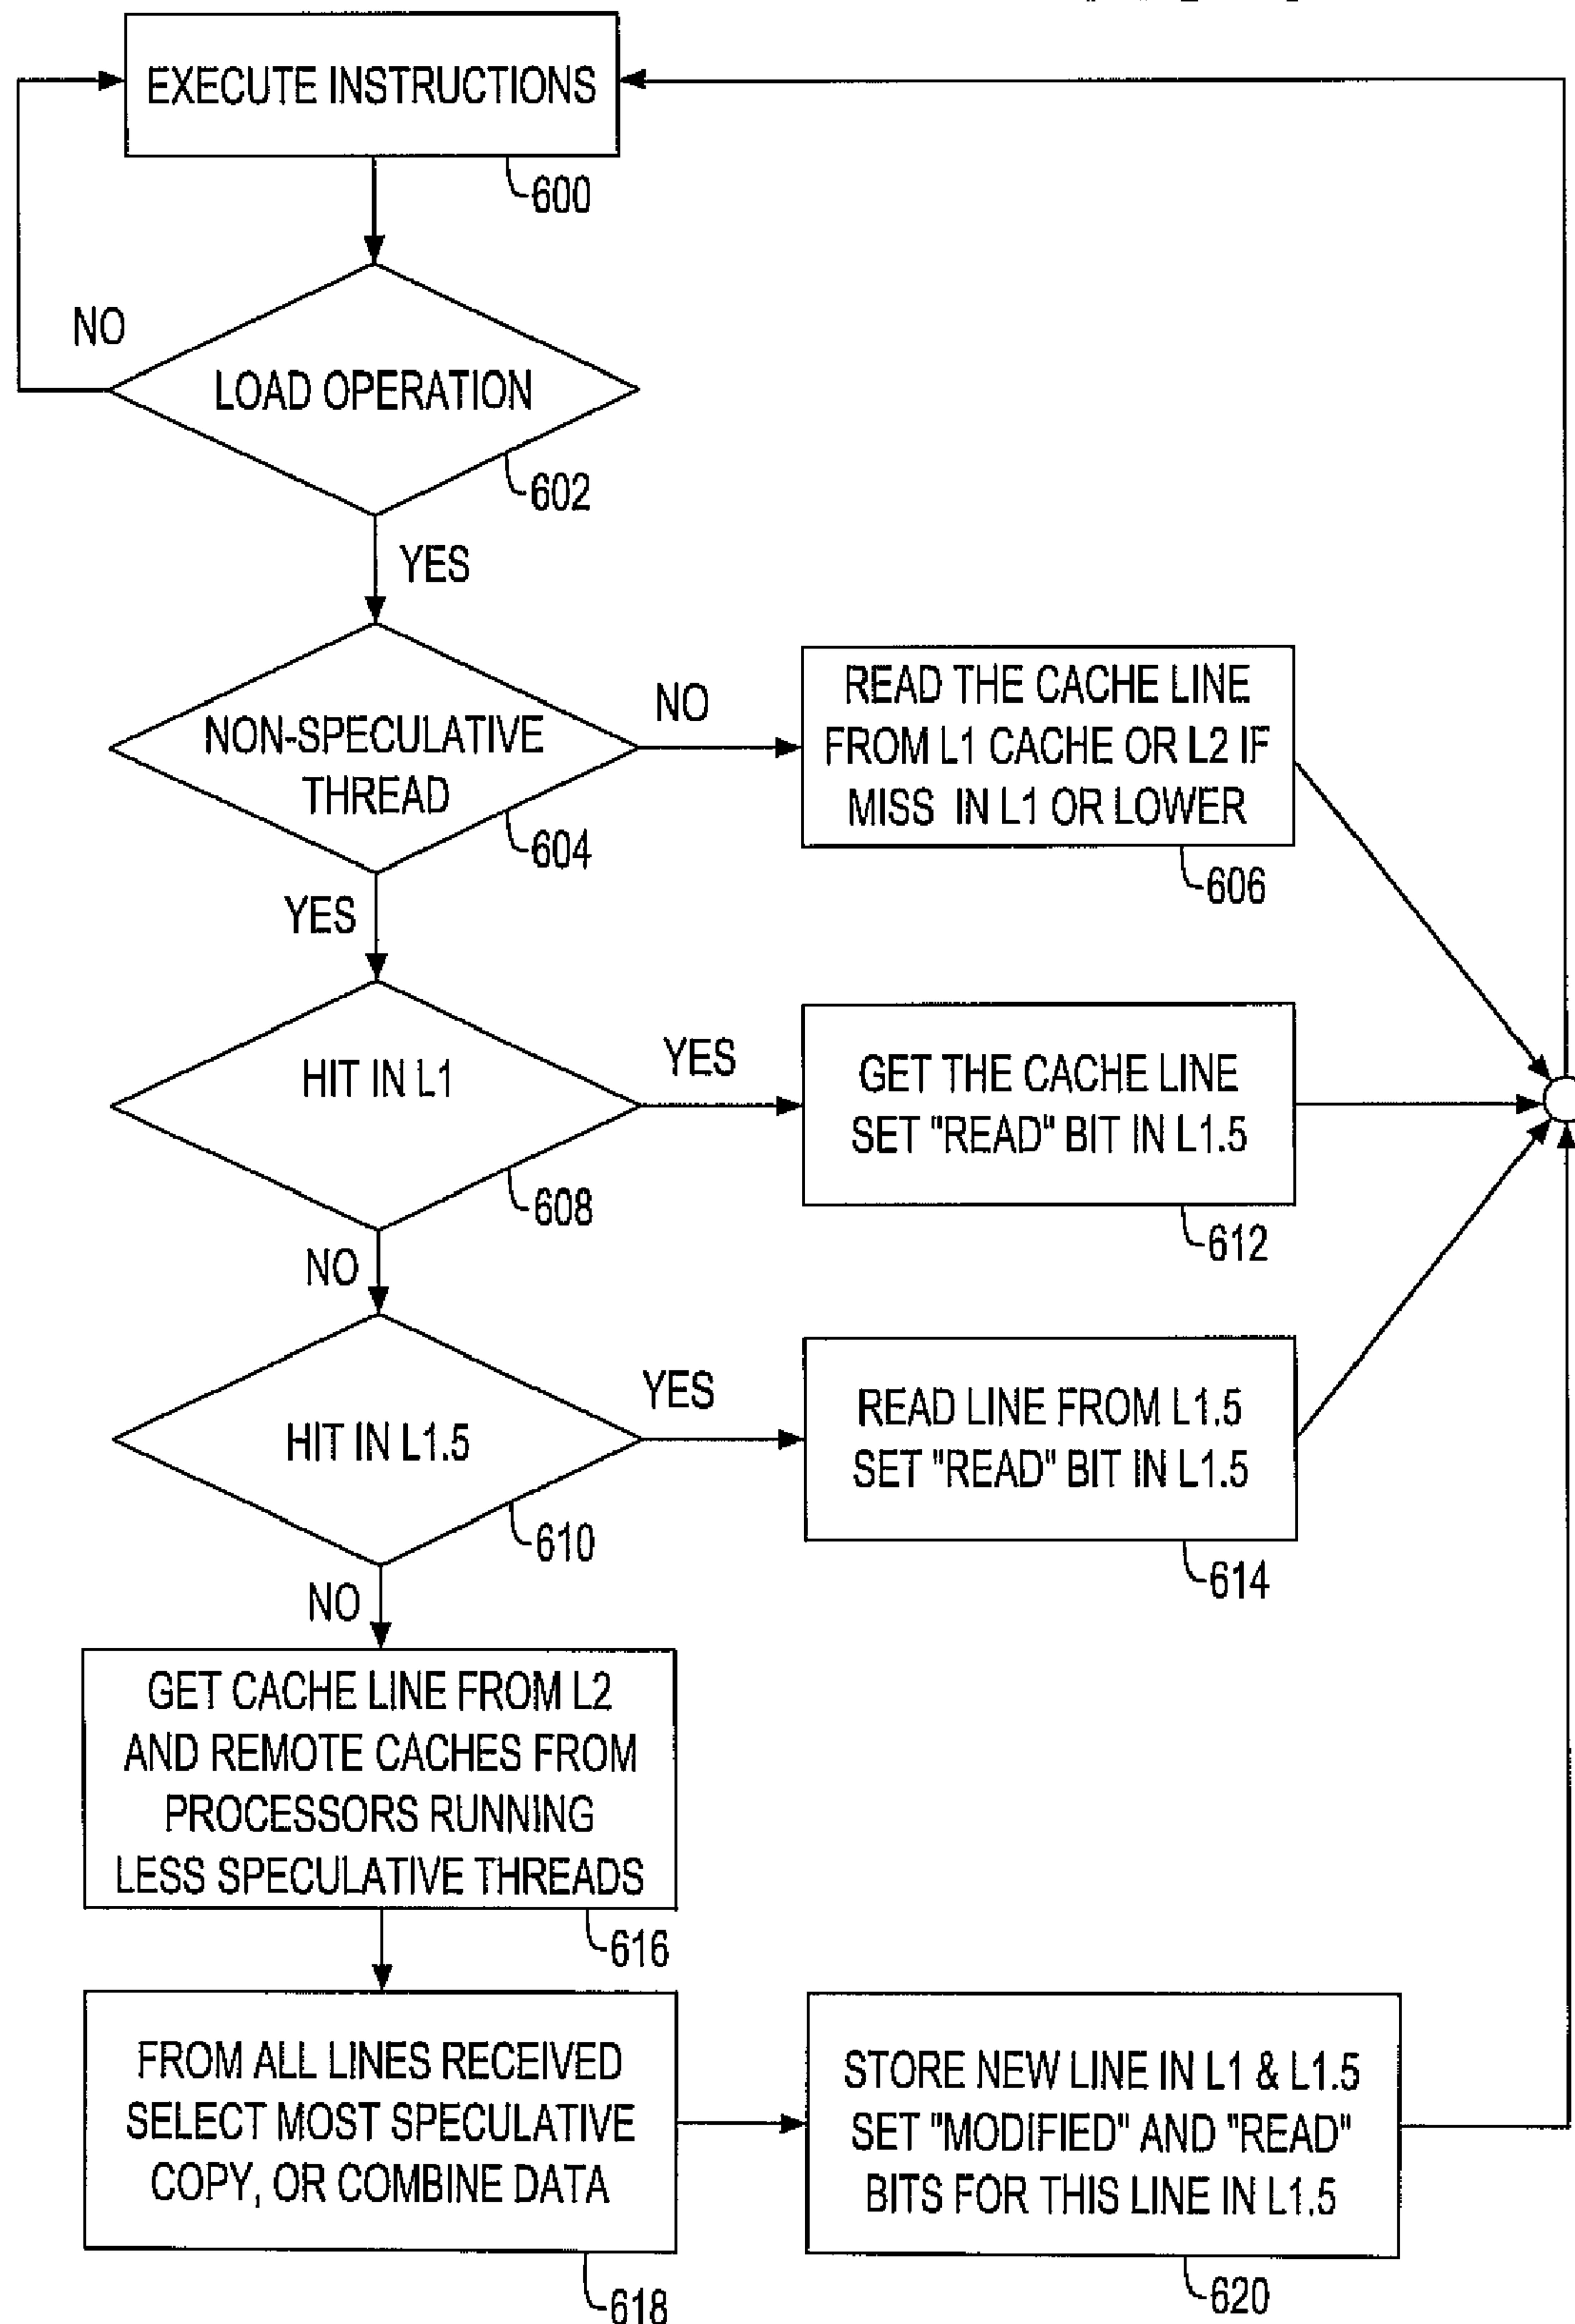 EXECUTE INSTRUCTIONS
600
NO
LOAD OPERATION
602
YES
NON-SPECULATIVE
THREAD
604
NO
READ THE CACHE LINE
FROM L1 CACHE OR L2 IF
MISS IN L1 OR LOWER
606
YES
HIT IN L1
608
YES
GET THE CACHE LINE
SET "READ" BIT IN L1.5
612
NO
HIT IN L1.5
610
YES
READ LINE FROM L1.5
SET "READ" BIT IN L1.5
614
NO
GET CACHE LINE FROM L2
AND REMOTE CACHES FROM
PROCESSORS RUNNING
LESS SPECULATIVE THREADS
616
FROM ALL LINES RECEIVED
SELECT MOST SPECULATIVE
COPY, OR COMBINE DATA
618
STORE NEW LINE IN L1 & L1.5
SET "MODIFIED" AND "READ"
BITS FOR THIS LINE IN L1.5
620